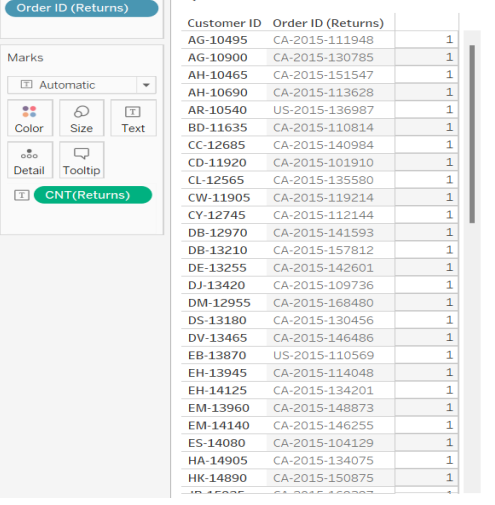 Order ID (Returns)
Marks
Automatic
Color Size Text
Detail Tooltip
CNT(Returns)
Customer ID Order ID (Returns)
AG-10495 CA-2015-111948 1
AG-10900 CA-2015-130785 1
AH-10465 CA-2015-151547 1
AH-10690 CA-2015-113628 1
AR-10540 US-2015-136987 1
BD-11635 CA-2015-110814 1
CC-12685 CA-2015-140984 1
CD-11920 CA-2015-101910 1
CL-12565 CA-2015-135580 1
CW-11905 CA-2015-119214 1
CY-12745 CA-2015-112144 1
DB-12970 CA-2015-141593 1
DB-13210 CA-2015-157812 1
DE-13255 CA-2015-142601 1
DJ-13420 CA-2015-109736 1
DM-12955 CA-2015-168480 1
DS-13180 CA-2015-130456 1
DV-13465 CA-2015-146486 1
EB-13870 US-2015-110569 1
EH-13945 CA-2015-114048 1
EH-14125 CA-2015-134201 1
EM-13960 CA-2015-148873 1
EM-14140 CA-2015-146255 1
ES-14080 CA-2015-104129 1
HA-14905 CA-2015-134075 1
HK-14890 CA-2015-150875 1